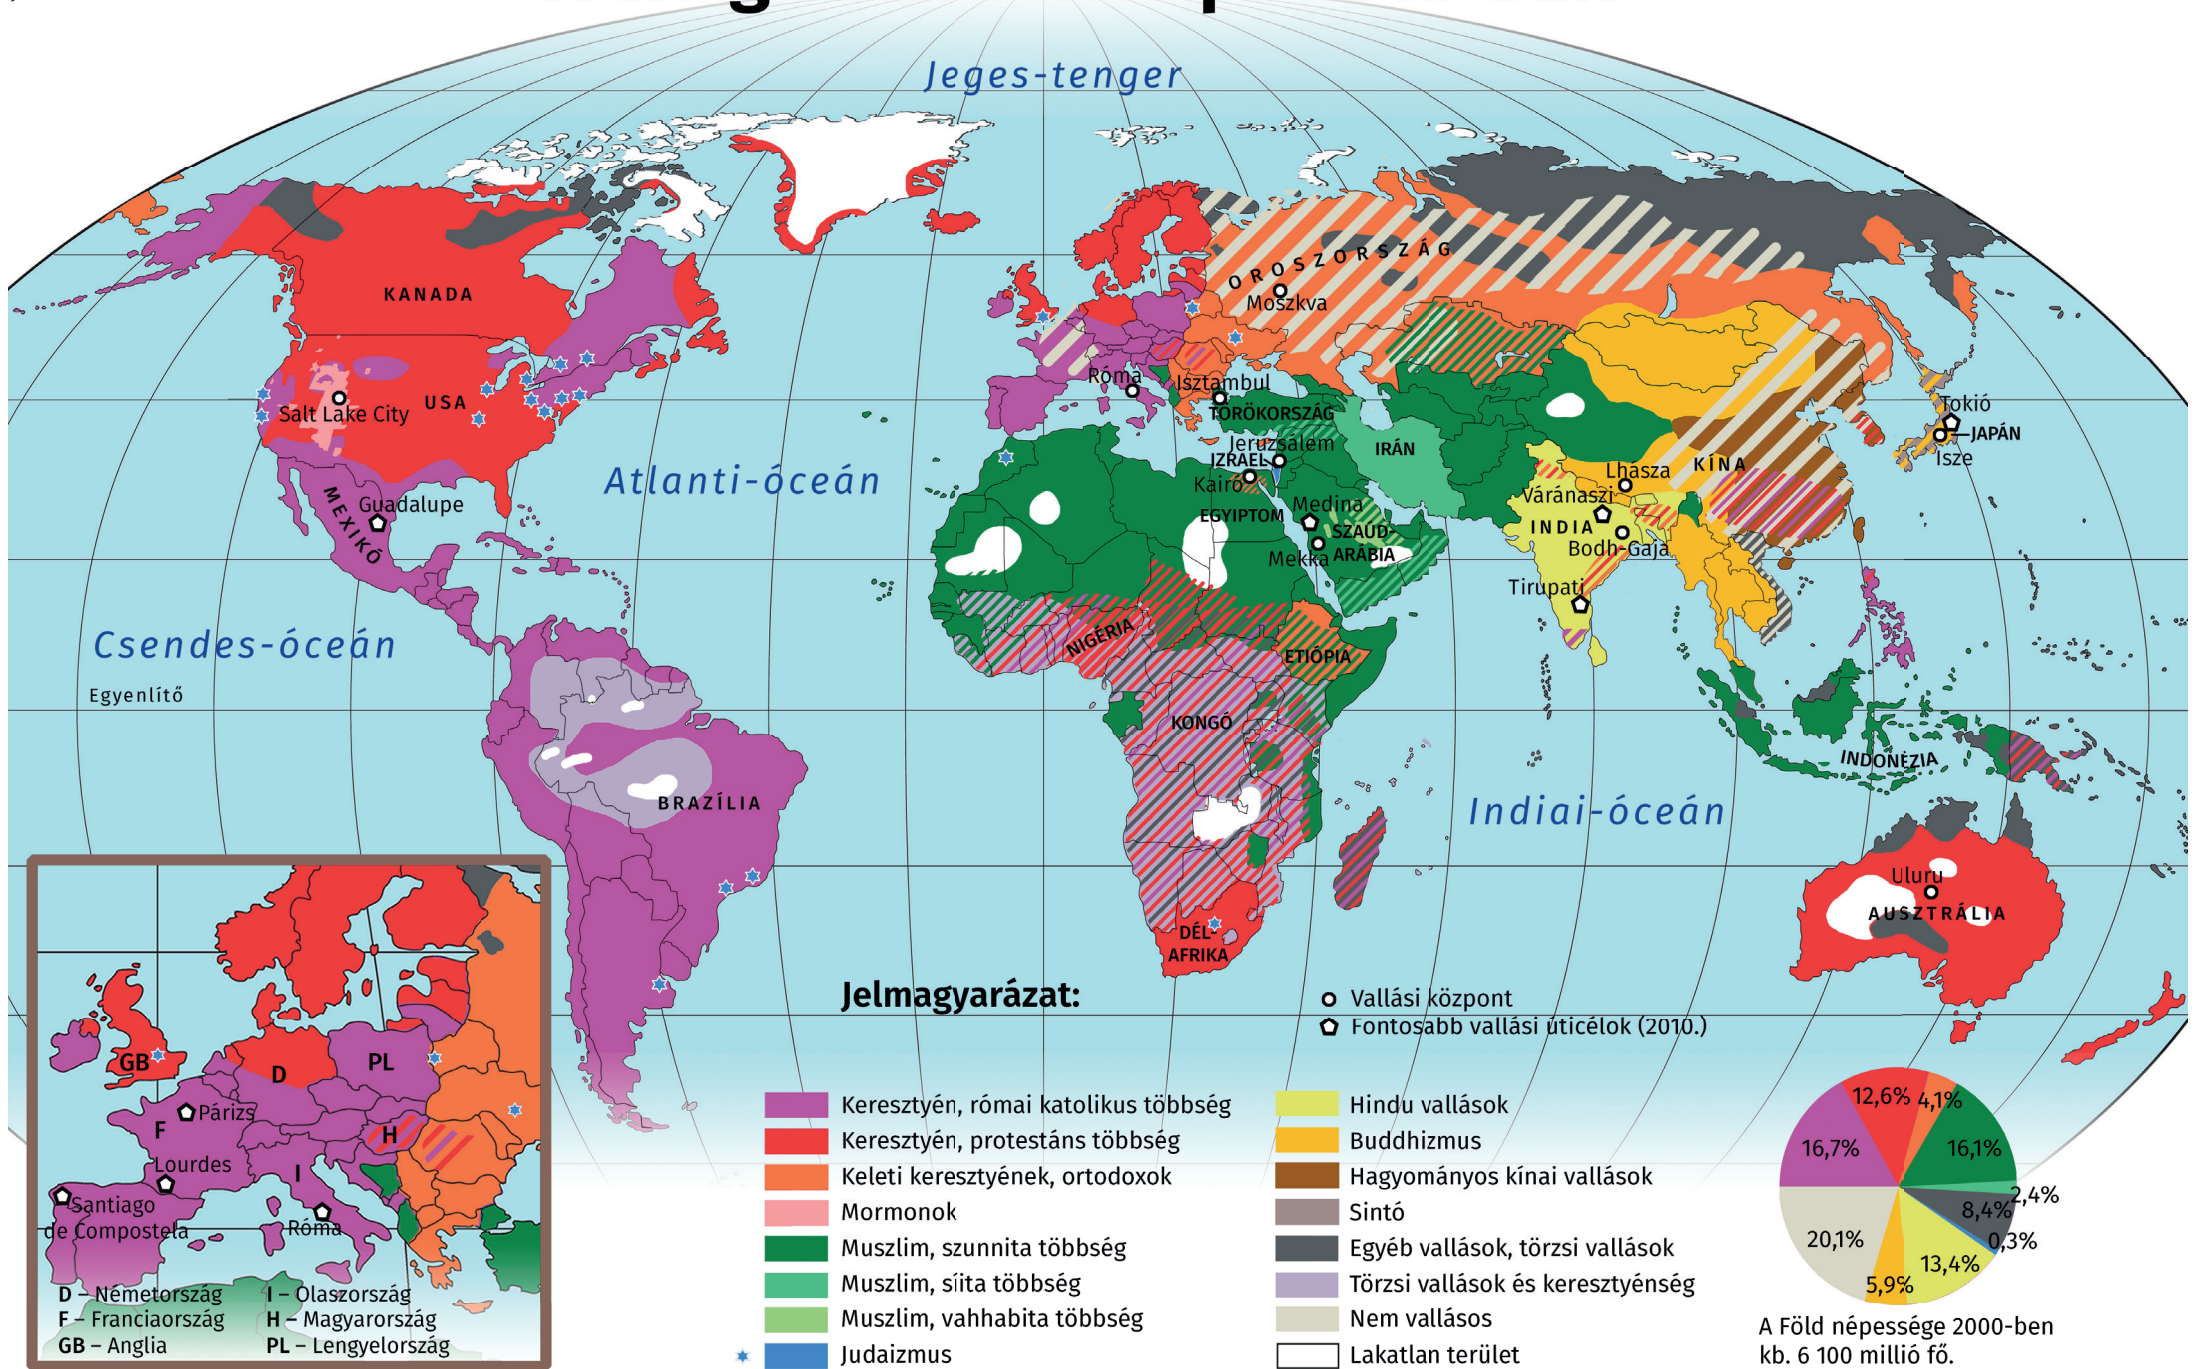 Jeges-tenger
KANADA
OROSZORSZÁG
Moszkva
Salt Lake City
USA
Róma
Isztambul
TÖRÖKORSZÁG
Tokió
JAPÁN
Isze
Jeruzsálem
IZRAEL
IRÁN
Kairó
Lhásza
KÍNA
Atlanti-óceán
MEXIKÓ
Guadalupe
EGYIPTOM
Medina
SZAÚD-
ARÁBIA
Mekka
Váránaszi
INDIA
Bodh-Gaja
Tirupati
Csendes-óceán
NIGÉRIA
ETIÓPIA
Egyenlítő
KONGÓ
INDONÉZIA
BRAZÍLIA
Indiai-óceán
Uluru
AUSZTRÁLIA
DÉL-
AFRIKA
GB
D
PL
Párizs
F
H
Lourdes
I
Santiago
de Compostela
Róma
D – Németország
F – Franciaország
GB – Anglia
I – Olaszország
H – Magyarország
PL – Lengyelország
Jelmagyarázat:
Vallási központ
Fontosabb vallási úticélok (2010.)
Keresztyén, római katolikus többség
Keresztyén, protestáns többség
Keleti keresztyének, ortodoxok
Mormonok
Muszlim, szunnita többség
Muszlim, síita többség
Muszlim, vahhabita többség
Judaizmus
Hindu vallások
Buddhizmus
Hagyományos kínai vallások
Sintó
Egyéb vallások, törzsi vallások
Törzsi vallások és keresztyénség
Nem vallásos
Lakatlan terület
12,6%
4,1%
16,7%
16,1%
2,4%
8,4%
0,3%
20,1%
13,4%
5,9%
A Föld népessége 2000-ben
kb. 6 100 millió fő.